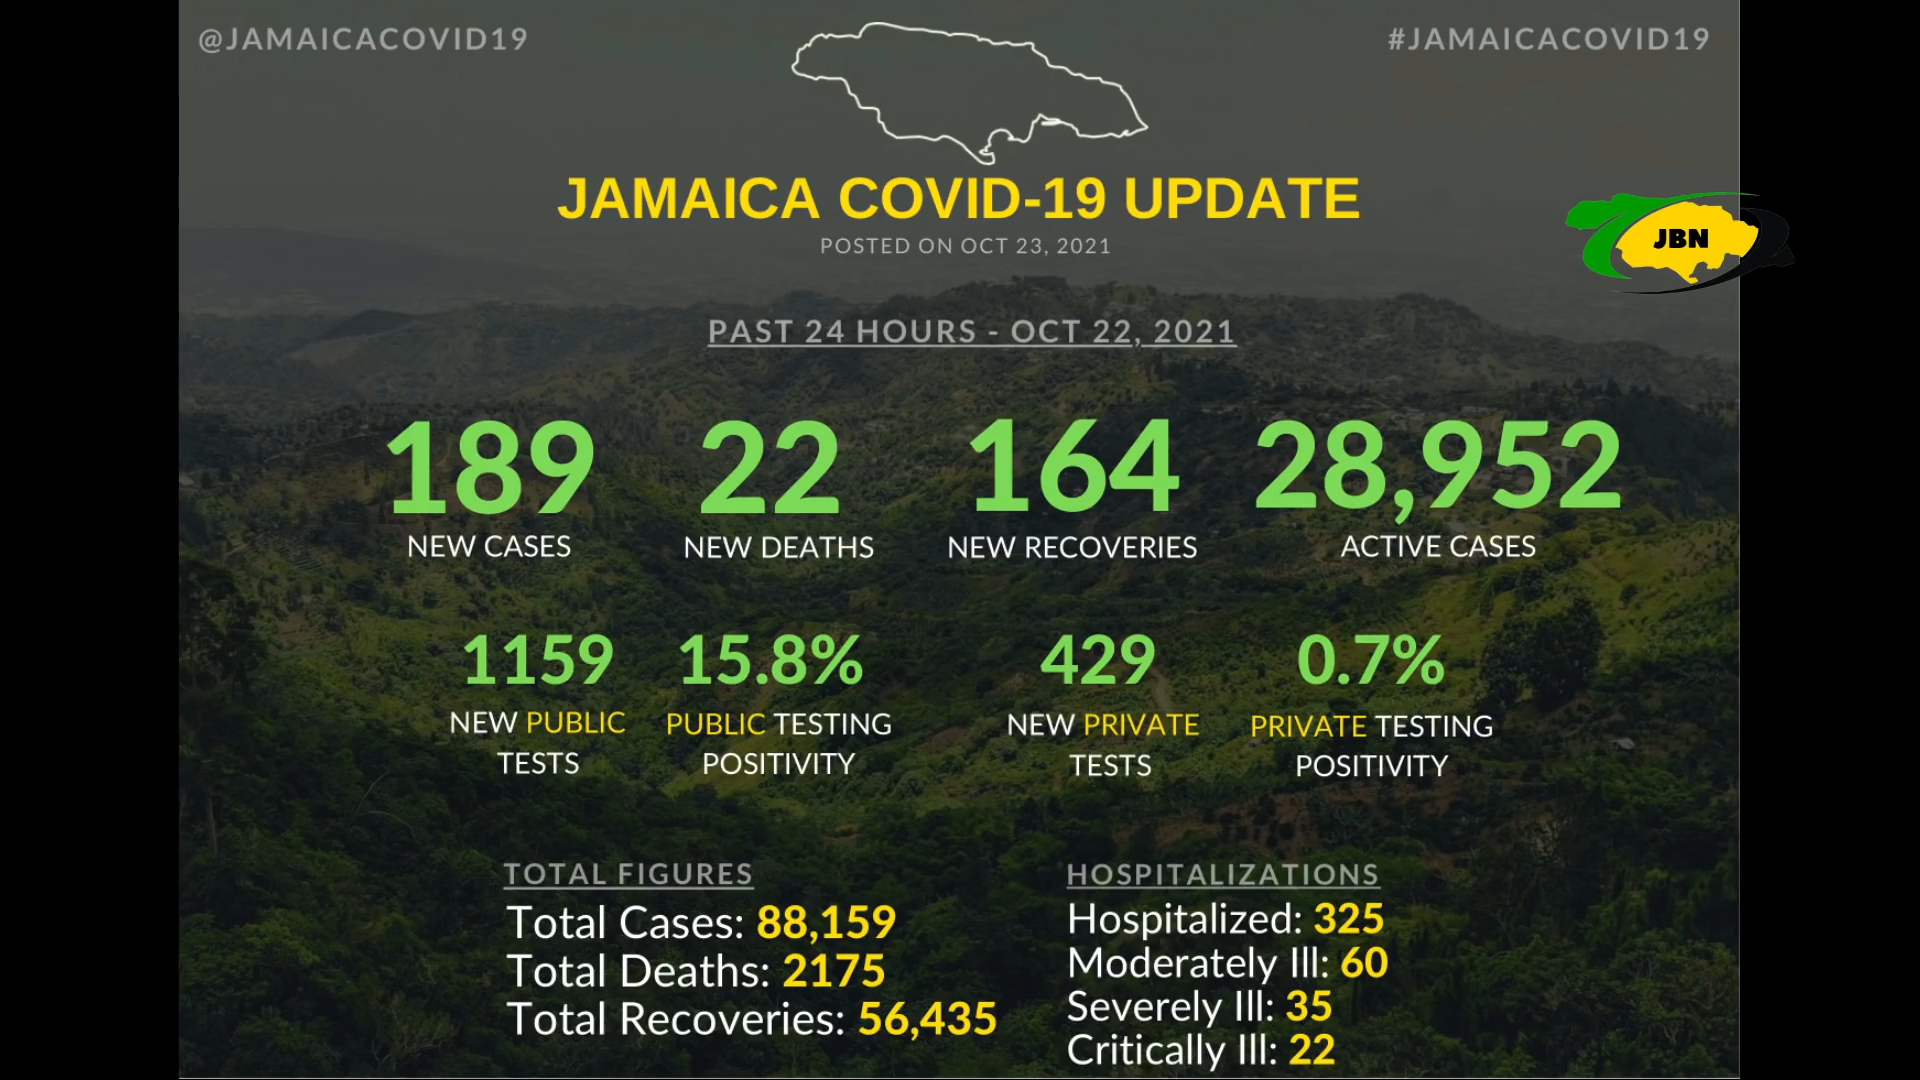 @JAMAICACOVID19
#JAMAICACOVID19
JAMAICA COVID-19 UPDATE
POSTED ON OCT 23, 2021
JBN
PAST 24 HOURS - OCT 22, 2021
189 22 164 28,952
NEW CASES NEW DEATHS NEW RECOVERIES ACTIVE CASES
1159 15.8% 429 0.7%
NEW PUBLIC TESTS
PUBLIC TESTING POSITIVITY
NEW PRIVATE TESTS
PRIVATE TESTING POSITIVITY
TOTAL FIGURES
Total Cases: 88,159
Total Deaths: 2175
Total Recoveries: 56,435
HOSPITALIZATIONS
Hospitalized: 325
Moderately Ill: 60
Severely Ill: 35
Critically Ill: 22